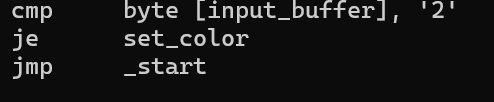 cmp     byte [input_buffer], '2'
je      set_color
jmp     _start